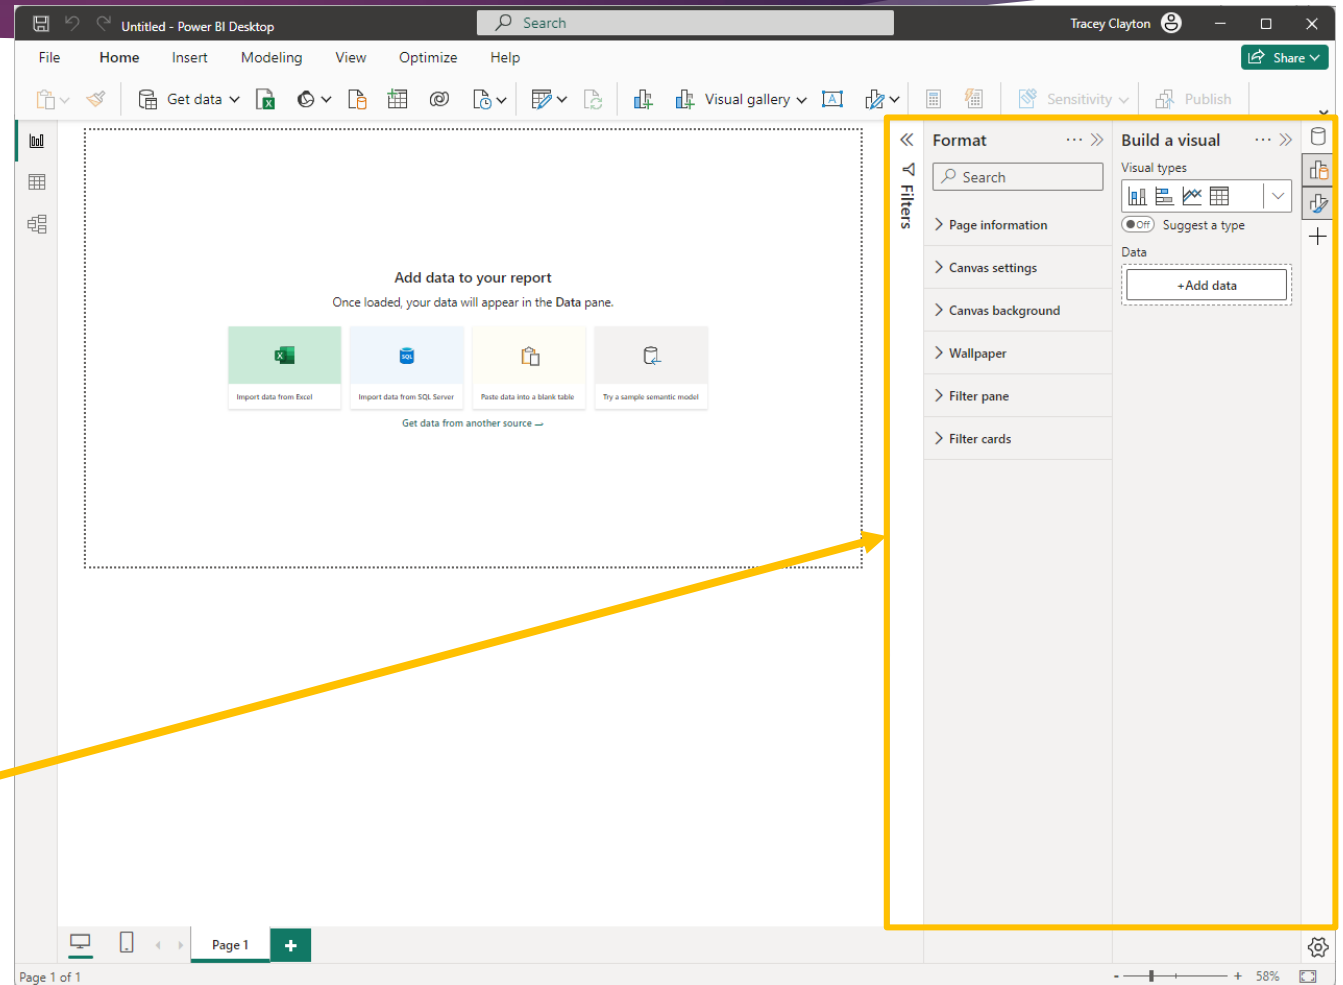 Untitled - Power BI Desktop
Search
Tracey Clayton
File Home Insert Modeling View Optimize Help
Share
Get data
Visual gallery
Sensitivity
Publish
Add data to your report
Once loaded, your data will appear in the Data pane.
SQL
Import data from Excel
Import data from SQL Server
Paste data into a blank table
Try a sample semantic model
Get data from another source
Filters
Format
Search
Page information
Canvas settings
Canvas background
Wallpaper
Filter pane
Filter cards
Build a visual
Visual types
Off Suggest a type
Data
+Add data
Page 1
Page 1 of 1
- + 58%